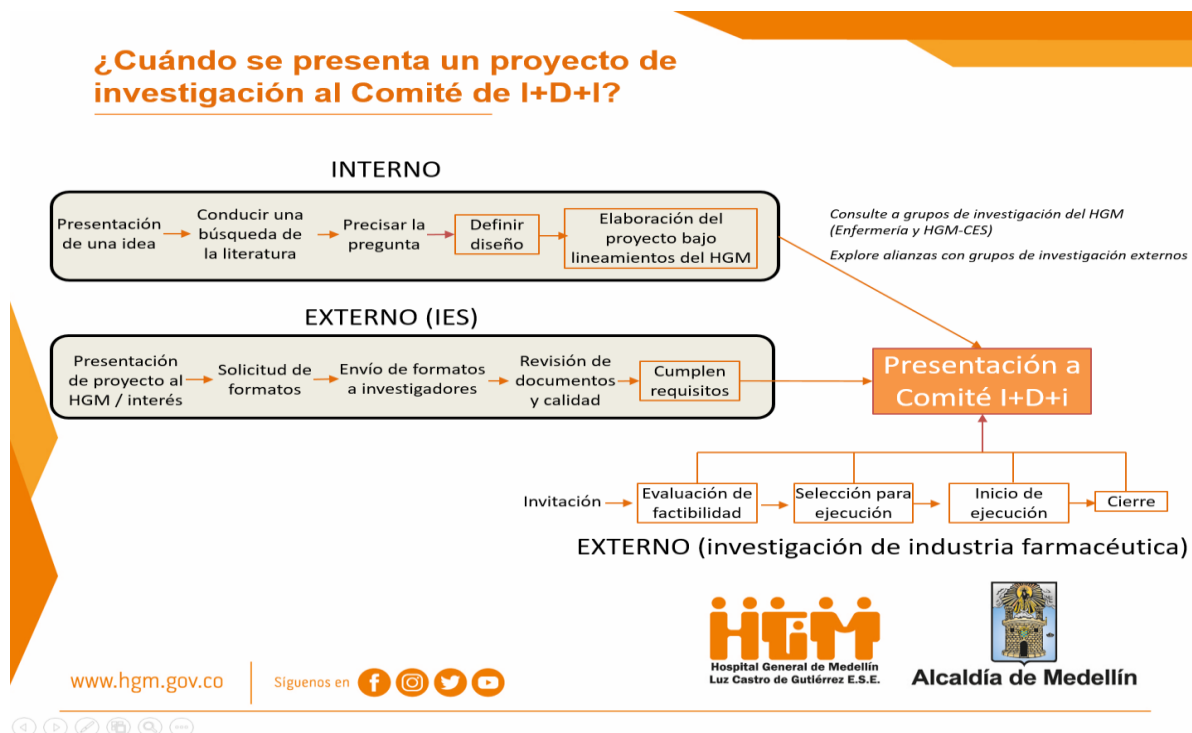 ¿Cuándo se presenta un proyecto de
investigación al Comité de I+D+I?
INTERNO
Presentación
de una idea
Conducir una
búsqueda de
la literatura
Precisar la
pregunta
Definir
diseño
Elaboración del
proyecto bajo
lineamientos del HGM
Consulte a grupos de investigación del HGM
(Enfermería y HGM-CES)
Explore alianzas con grupos de investigación externos
EXTERNO (IES)
Presentación
de proyecto al
HGM / interés
Solicitud de
formatos
Envío de formatos
a investigadores
Revisión de
documentos
y calidad
Cumplen
requisitos
Presentación a
Comité I+D+i
Invitación
Evaluación de
factibilidad
Selección para
ejecución
Inicio de
ejecución
Cierre
EXTERNO (investigación de industria farmacéutica)
HGM
Hospital General de Medellín
Luz Castro de Gutiérrez E.S.E.
Alcaldía de Medellín
www.hgm.gov.co
Síguenos en